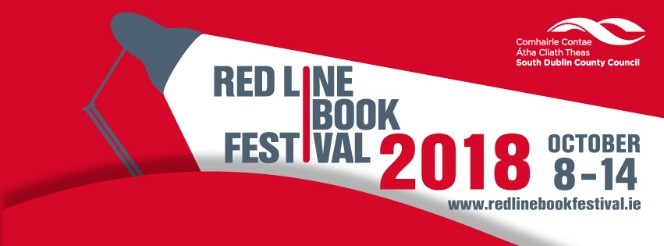 RED LINE
BOOK
FESTIVAL
2018
OCTOBER
8-14
www.redlinebookfestival.ie
Comhairle Contae
Átha Cliath Theas
South Dublin County Council